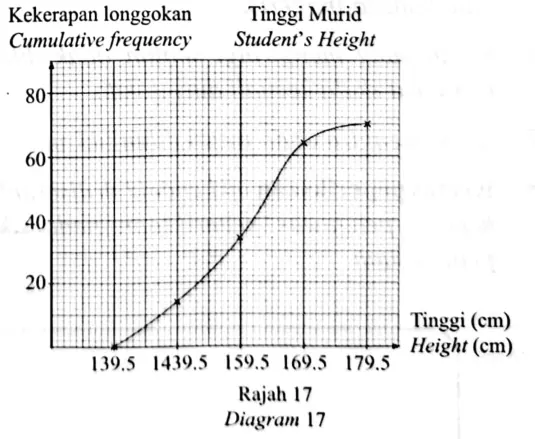 Kekerapan longgokan Tinggi Murid
Cumulative frequency Student's Height
80
60
40
20
Tinggi (cm)
139.5 1439.5 159.5 169.5 179.5 Height (cm)
Rajah 17
Diagram 17